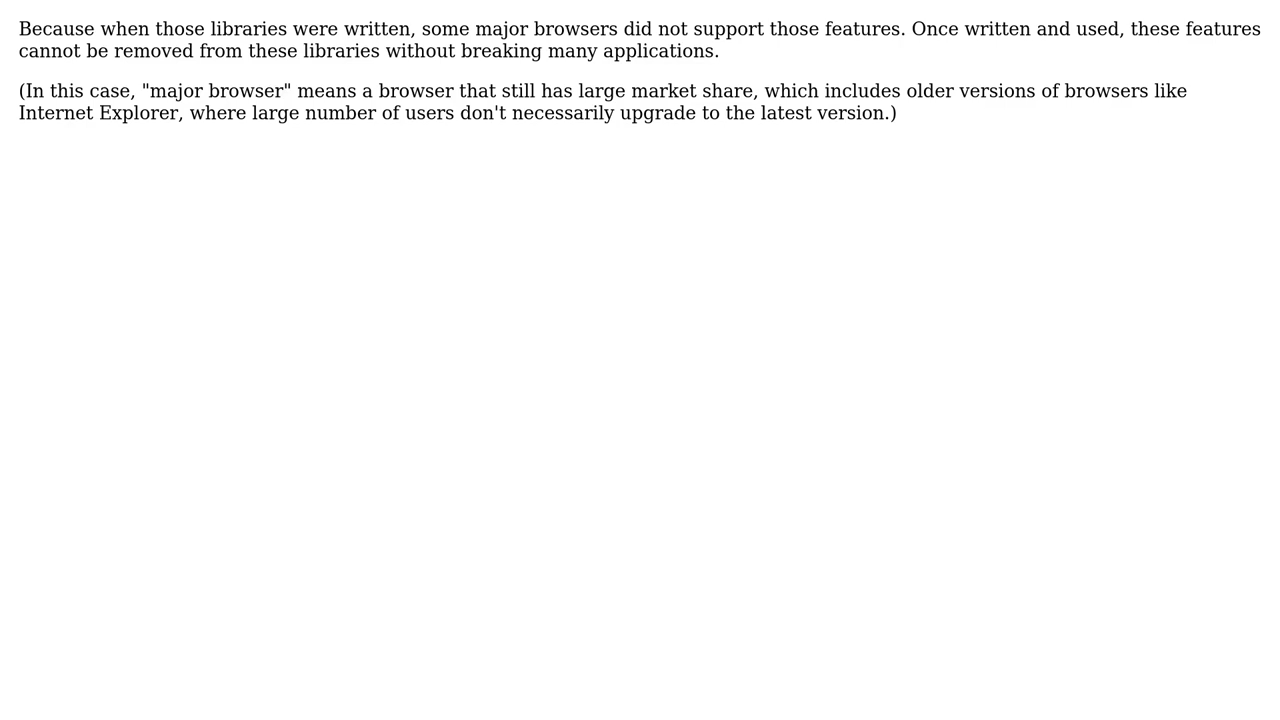 Because when those libraries were written, some major browsers did not support those features. Once written and used, these features
cannot be removed from these libraries without breaking many applications.
(In this case, "major browser" means a browser that still has large market share, which includes older versions of browsers like
Internet Explorer, where large number of users don't necessarily upgrade to the latest version.)